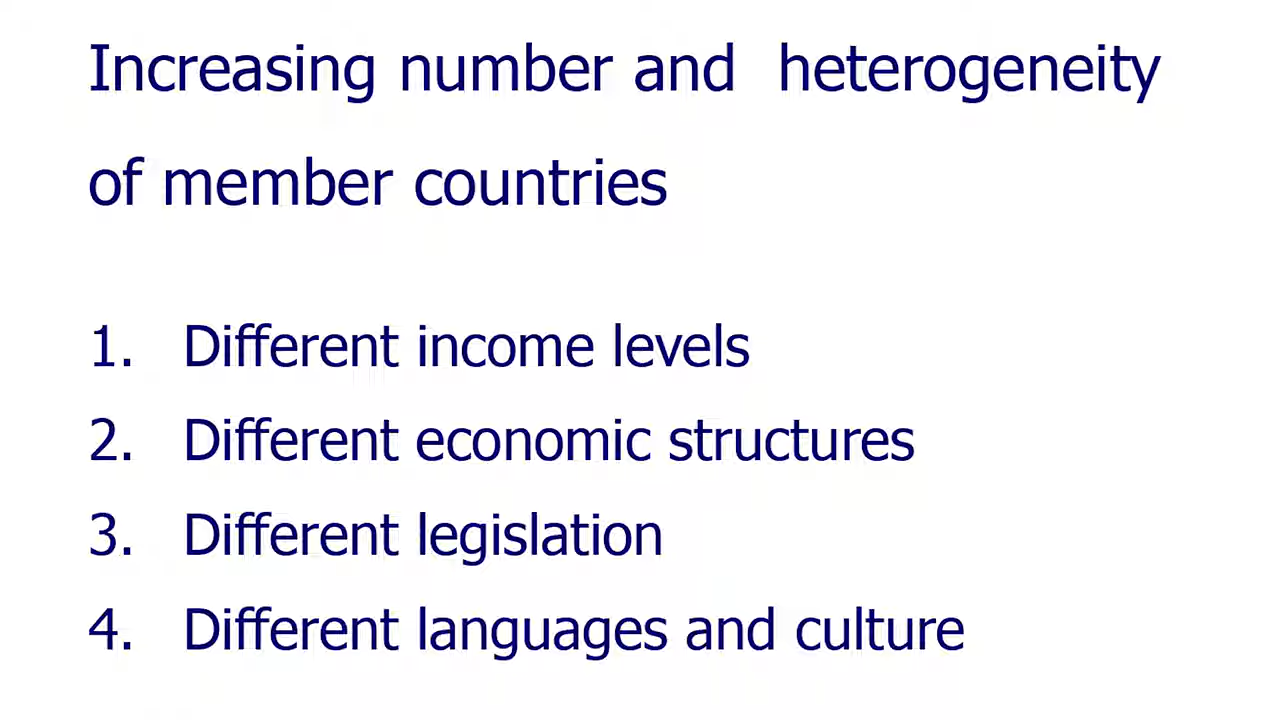 Increasing number and heterogeneity
of member countries
1. Different income levels
2. Different economic structures
3. Different legislation
4. Different languages and culture